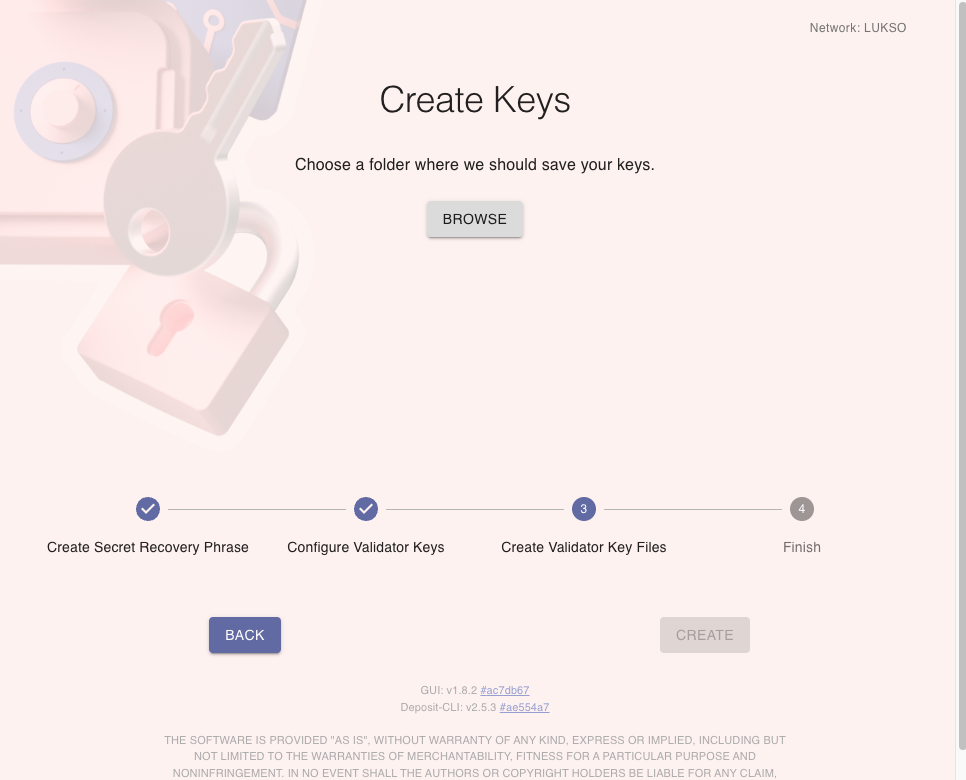 Network: LUKSO
Create Keys
Choose a folder where we should save your keys.
BROWSE
3
4
Create Secret Recovery Phrase
Configure Validator Keys
Create Validator Key Files
Finish
BACK
CREATE
GUI: v1.8.2 #ac7db67
Deposit-CLI: v2.5.3 #ae554a7
THE SOFTWARE IS PROVIDED "AS IS", WITHOUT WARRANTY OF ANY KIND, EXPRESS OR IMPLIED, INCLUDING BUT
NOT LIMITED TO THE WARRANTIES OF MERCHANTABILITY, FITNESS FOR A PARTICULAR PURPOSE AND
NONINFRINGEMENT. IN NO EVENT SHALL THE AUTHORS OR COPYRIGHT HOLDERS BE LIABLE FOR ANY CLAIM,